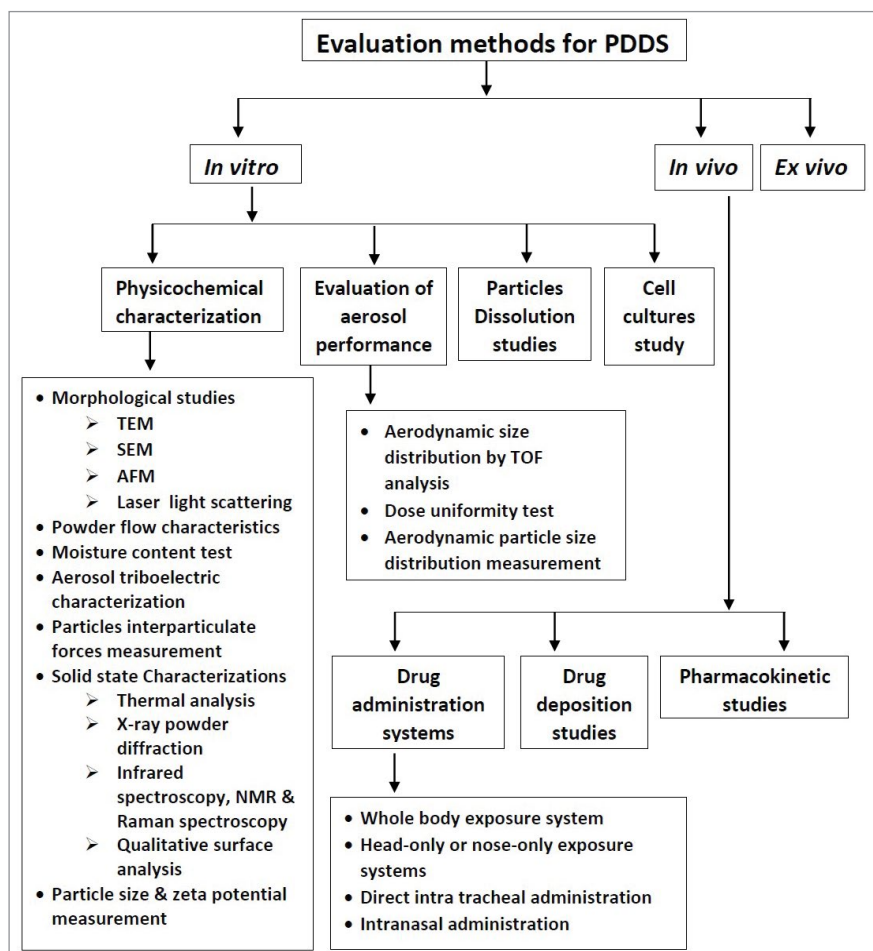 Evaluation methods for PDDS
In vitro
In vivo
Ex vivo
Physicochemical
characterization
Evaluation of
aerosol
performance
Particles
Dissolution
studies
Cell
cultures
study
• Morphological studies
➢ TEM
➢ SEM
➢ AFM
➢ Laser light scattering
• Powder flow characteristics
• Moisture content test
• Aerosol triboelectric
characterization
• Particles interparticulate
forces measurement
• Solid state Characterizations
➢ Thermal analysis
➢ X-ray powder
diffraction
➢ Infrared
spectroscopy, NMR &
Raman spectroscopy
➢ Qualitative surface
analysis
• Particle size & zeta potential
measurement
• Aerodynamic size
distribution by TOF
analysis
• Dose uniformity test
• Aerodynamic particle size
distribution measurement
Drug
administration
systems
Drug
deposition
studies
Pharmacokinetic
studies
• Whole body exposure system
• Head-only or nose-only exposure
systems
• Direct intra tracheal administration
• Intranasal administration